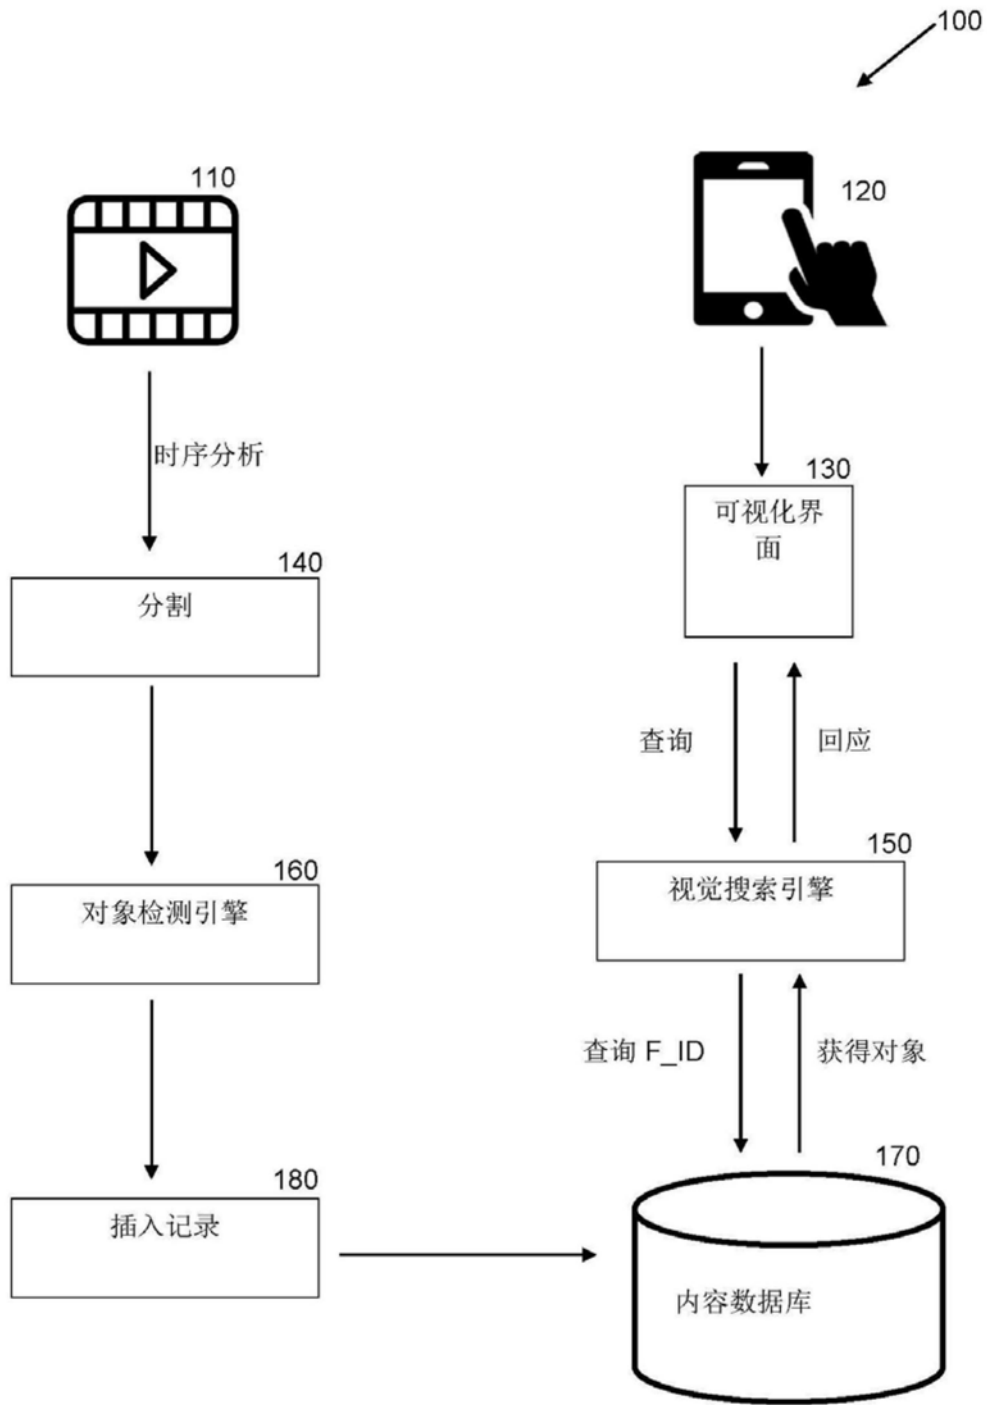 100
110
120
时序分析
130
可视化界
面
140
分割
查询
回应
150
视觉搜索引擎
160
对象检测引擎
查询 F_ID
获得对象
170
180
插入记录
内容数据库